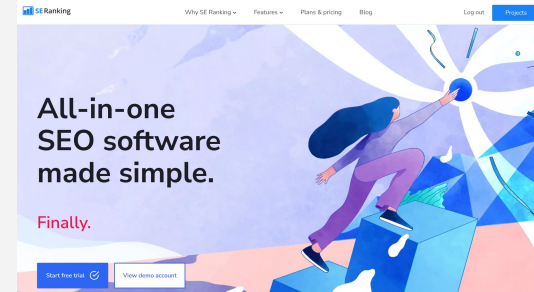 SE Ranking
Why SE Ranking Features Plans & pricing Blog Log out Projects
All-in-one
SEO software
made simple.
Finally.
Start free trial View demo account